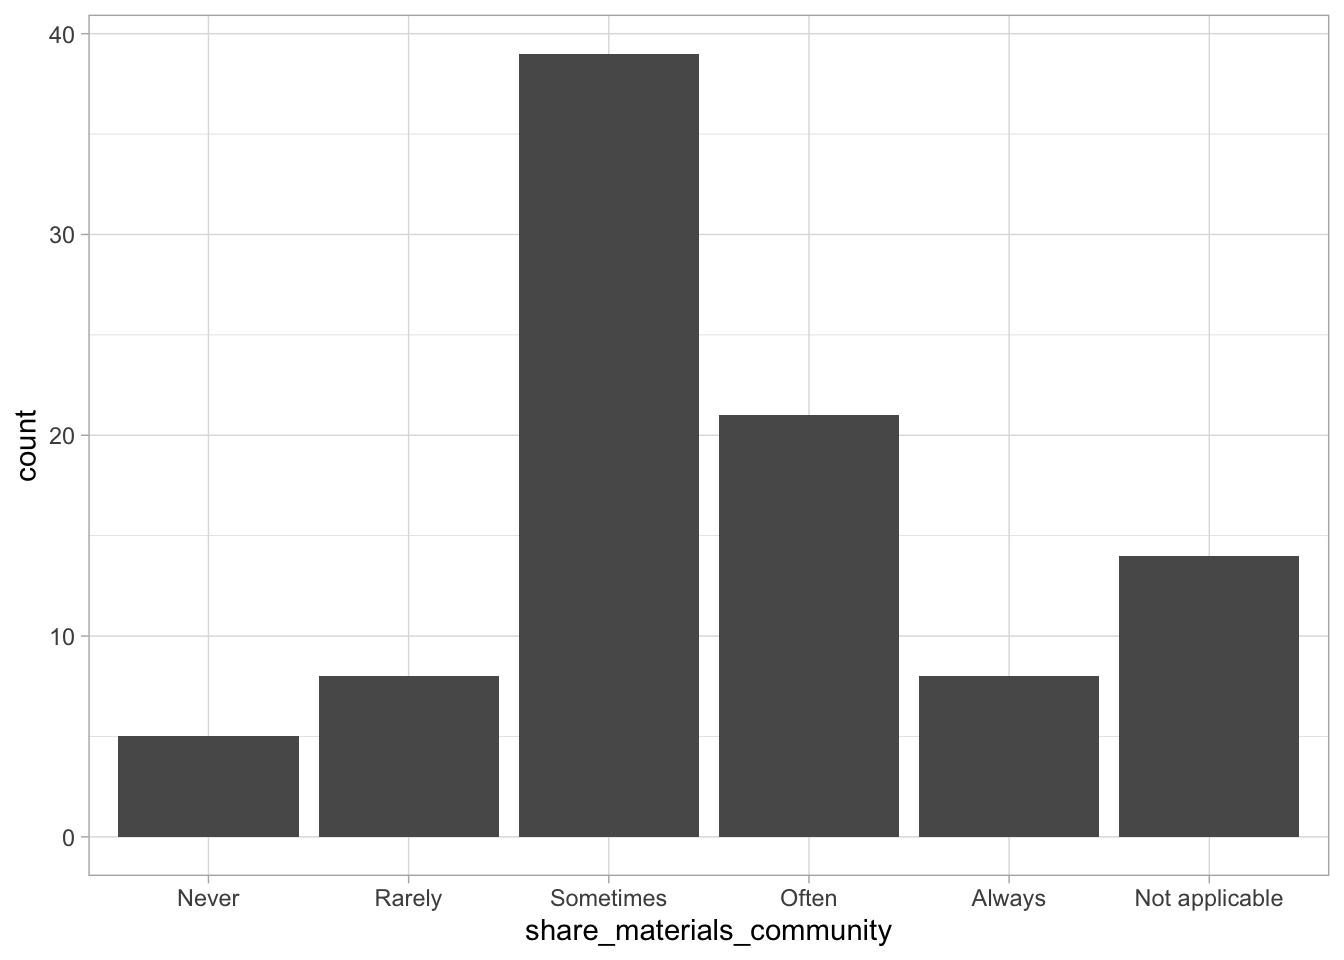 40
30
20
10
0
count
Never Rarely Sometimes Often Always Not applicable
share_materials_community